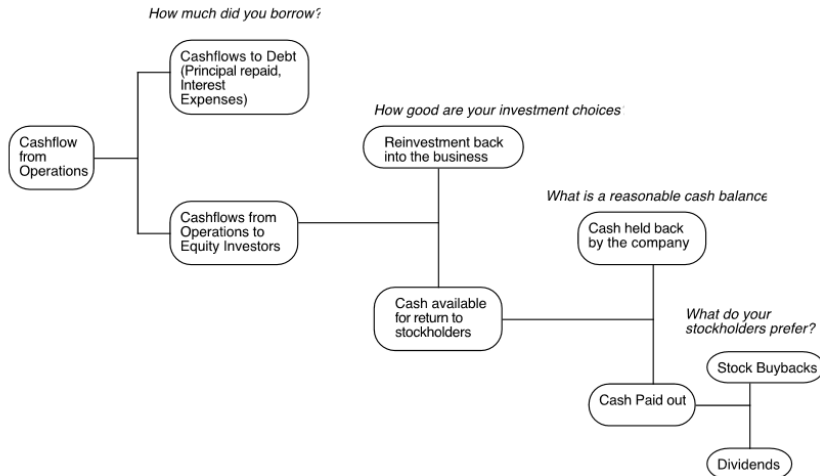 How much did you borrow?
Cashflows to Debt
(Principal repaid,
Interest
Expenses)
How good are your investment choices
Cashflow
from
Operations
Reinvestment back
into the business
What is a reasonable cash balance
Cashflows from
Operations to
Equity Investors
Cash held back
by the company
Cash available
for return to
stockholders
What do your
stockholders prefer?
Stock Buybacks
Cash Paid out
Dividends